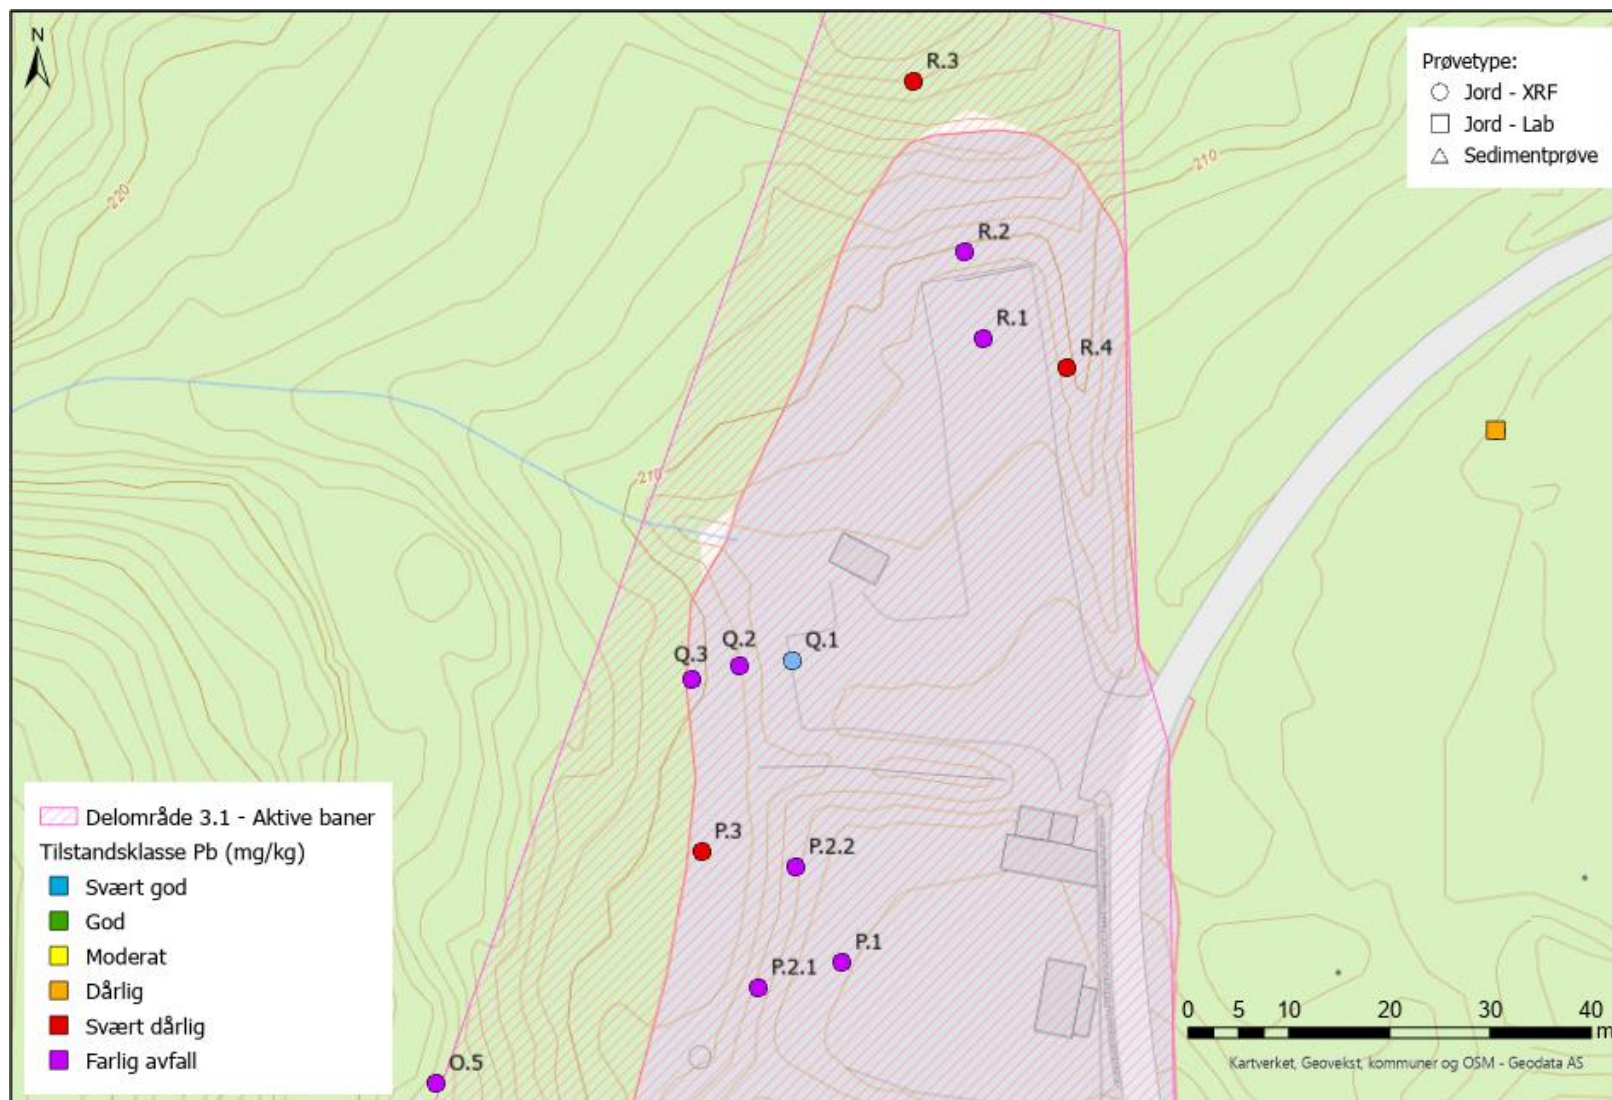 N
R.3
Prøvetype:
Jord - XRF
Jord - Lab
Sedimentprøve
210
220
R.2
R.1
R.4
210
Q.3
Q.2
Q.1
Delområde 3.1 - Aktive baner
Tilstandsklasse Pb (mg/kg)
Svært god
God
Moderat
Dårlig
Svært dårlig
Farlig avfall
P.3
P.2.2
P.1
P.2.1
O.5
0 5 10 20 30 40
m
Kartverket, Geovekst, kommuner og OSM - Geodata AS